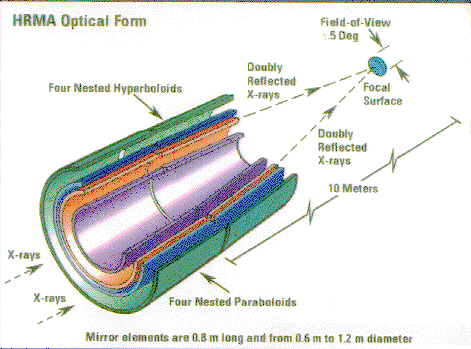 HRMA Optical Form
Field-of-View
.5 Deg
Doubly
Reflected
X-rays
Four Nested Hyperboloids
Focal
Surface
Doubly
Reflected
X-rays
10 Meters
X-rays
X-rays
Four Nested Paraboloids
Mirror elements are 0.8 m long and from 0.6 m to 1.2 m diameter